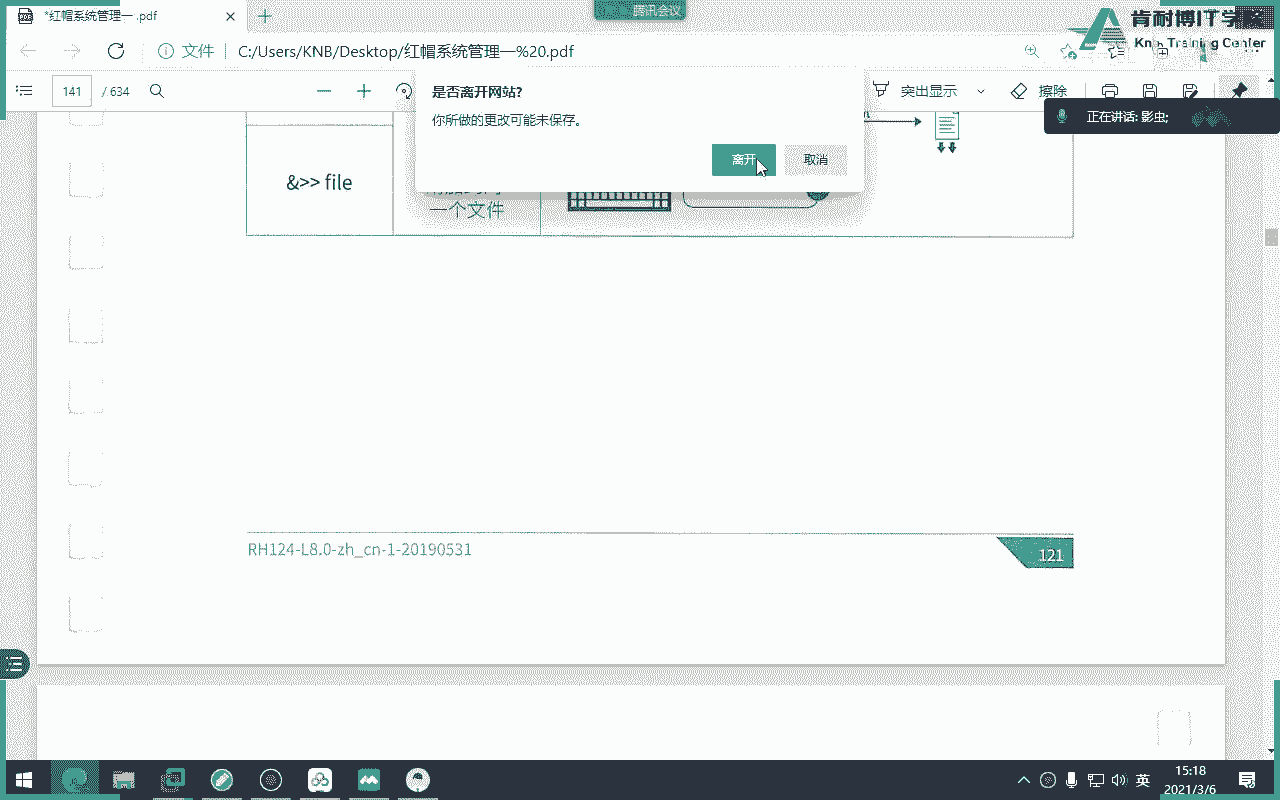 *红帽系统管理一 .pdf
腾讯会议
肯耐博IT学院
Knb Training Center
文件
C:/Users/KNB/Desktop/红帽系统管理一%20.pdf
141 / 634
突出显示
擦除
是否离开网站?
你所做的更改可能未保存。
离开
取消
正在讲话: 影虫;
&>> file
一个文件
RH124-L8.0-zh_cn-1-20190531
121
英
15:18
2021/3/6